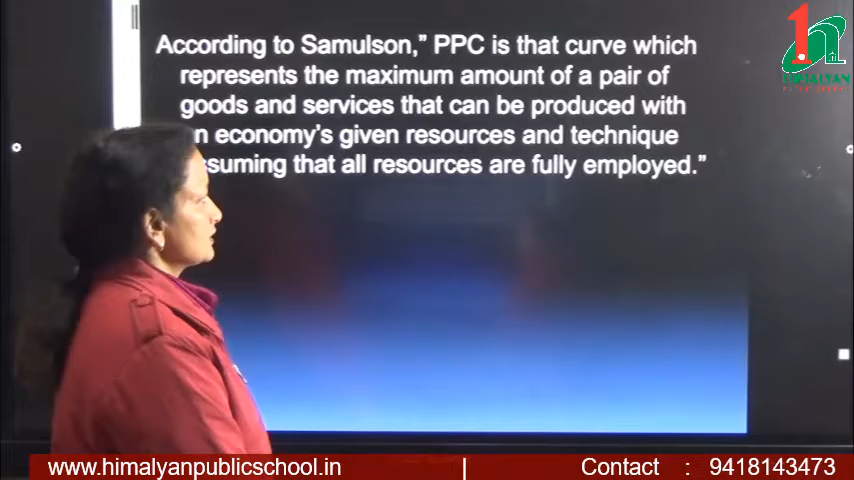 According to Samulson,” PPC is that curve which
represents the maximum amount of a pair of
goods and services that can be produced with
n economy’s given resources and technique
suming that all resources are fully employed.”
HIMALYAN
www.himalyanpublicschool.in | Contact : 9418143473